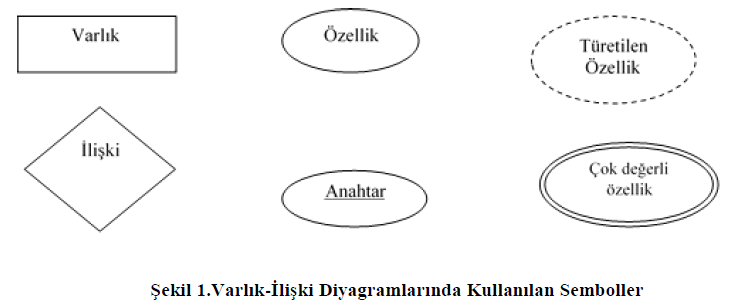 Varlık
Özellik
Türetilen
Özellik
İlişki
Anahtar
Çok değerli
özellik
Şekil 1.Varlık-İlişki Diyagramlarında Kullanılan Semboller